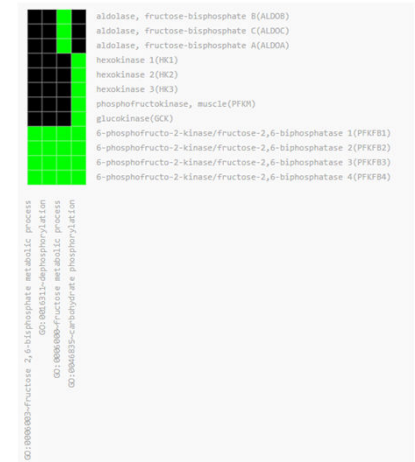 aldolase, fructose-bisphosphate B(ALDOB)
aldolase, fructose-bisphosphate C(ALDOC)
aldolase, fructose-bisphosphate A(ALDOA)
hexokinase 1(HK1)
hexokinase 2(HK2)
hexokinase 3(HK3)
phosphofructokinase, muscle(PFKM)
glucokinase(GCK)
6-phosphofructo-2-kinase/fructose-2,6-biphosphatase 1(PFKFB1)
6-phosphofructo-2-kinase/fructose-2,6-biphosphatase 2(PFKFB2)
6-phosphofructo-2-kinase/fructose-2,6-biphosphatase 3(PFKFB3)
6-phosphofructo-2-kinase/fructose-2,6-biphosphatase 4(PFKFB4)
GO:0006003~fructose 2,6-bisphosphate metabolic process
GO:0016311~dephosphorylation
GO:0006000~fructose metabolic process
GO:0046835~carbohydrate phosphorylation